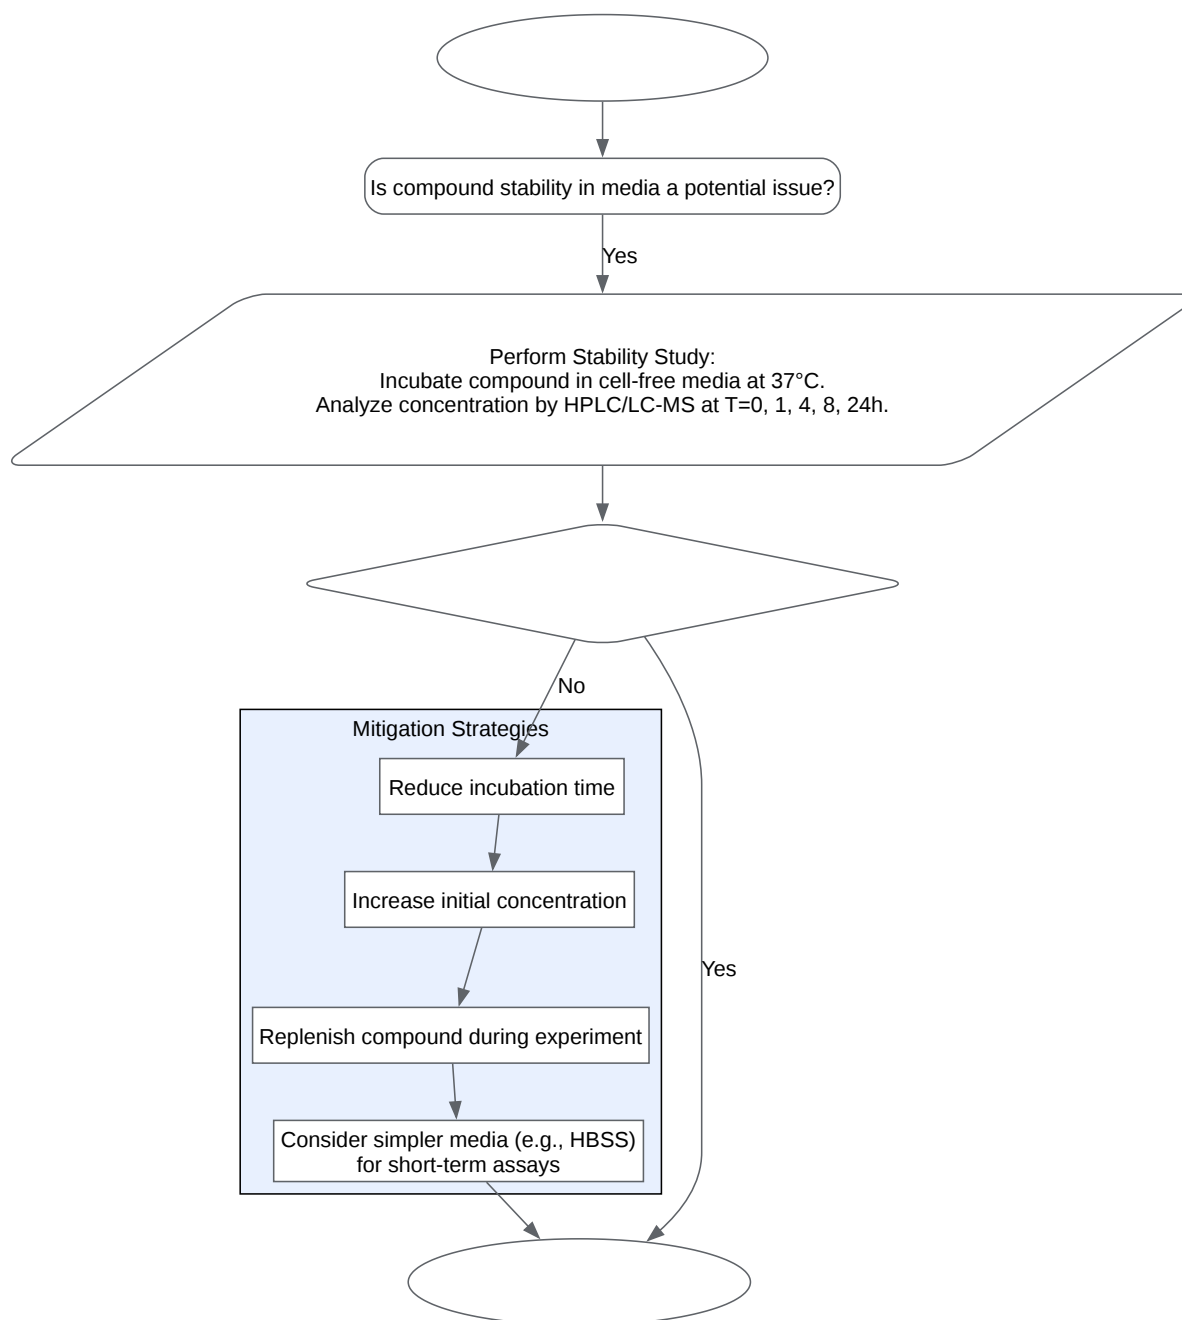 Is compound stability in media a potential issue?
Yes
Perform Stability Study:
Incubate compound in cell-free media at 37°C.
Analyze concentration by HPLC/LC-MS at T=0, 1, 4, 8, 24h.
No
Mitigation Strategies
Reduce incubation time
Increase initial concentration
Yes
Replenish compound during experiment
Consider simpler media (e.g., HBSS)
for short-term assays